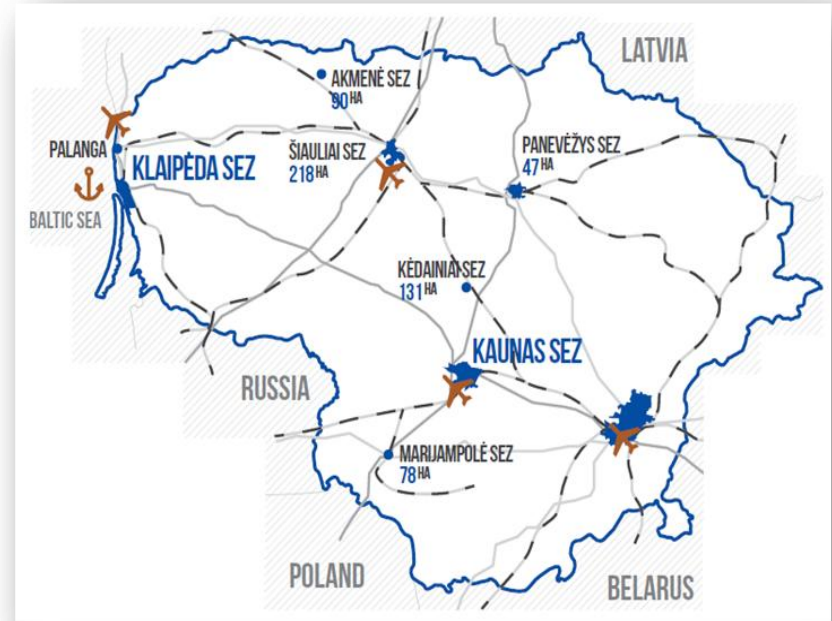 LATVIA
AKMENĖ SEZ
90 HA
PALANGA
KLAIPĖDA SEZ
ŠIAULIAI SEZ
218 HA
PANEVĖŽYS SEZ
47 HA
BALTIC SEA
KĖDAINIAI SEZ
131 HA
KAUNAS SEZ
RUSSIA
MARIJAMPOLĖ SEZ
78 HA
POLAND
BELARUS